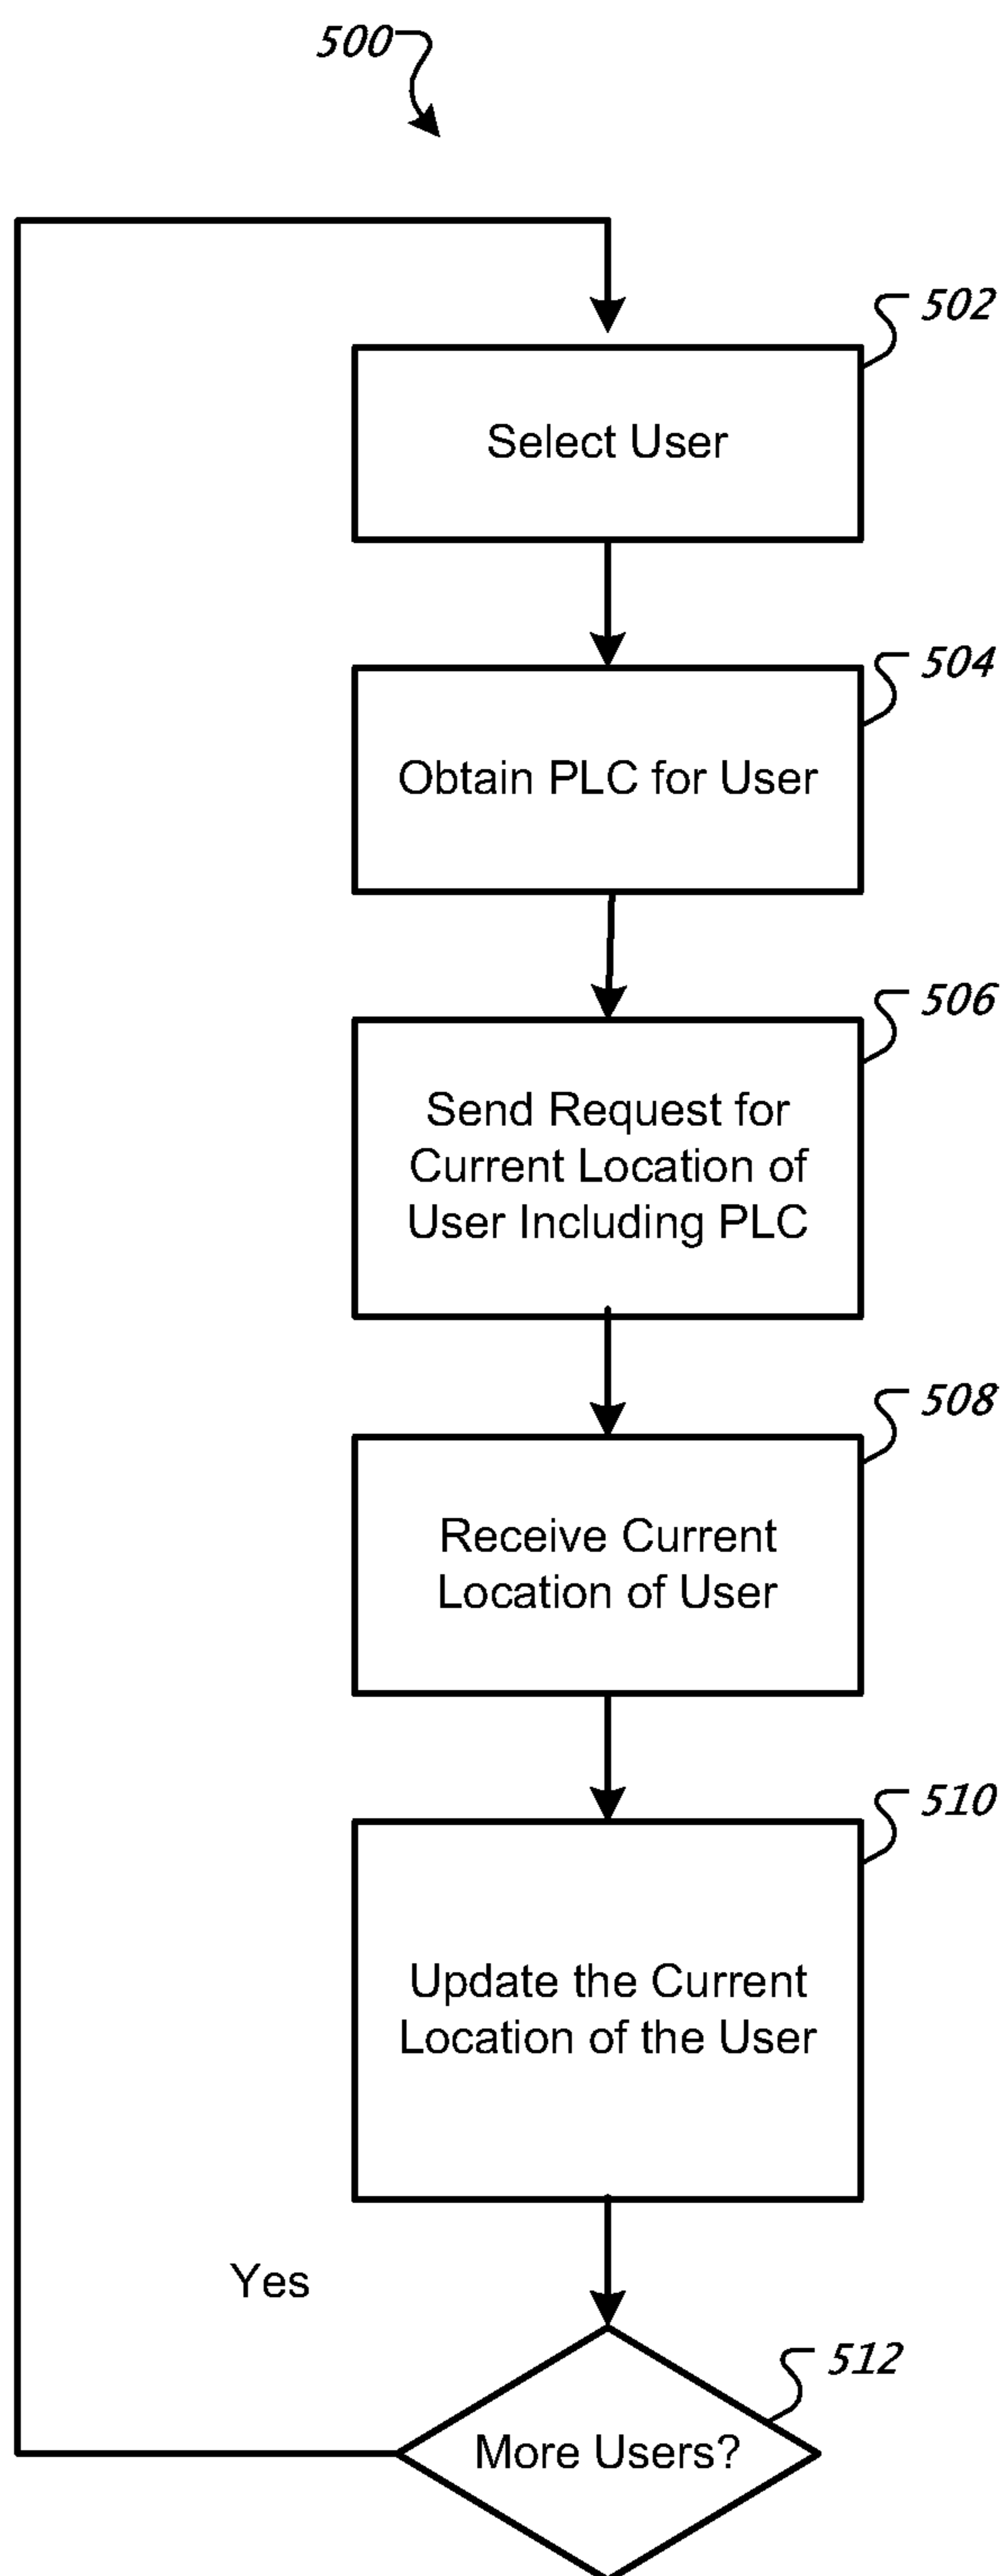 500
502
Select User
504
Obtain PLC for User
506
Send Request for
Current Location of
User Including PLC
508
Receive Current
Location of User
510
Update the Current
Location of the User
Yes
512
More Users?